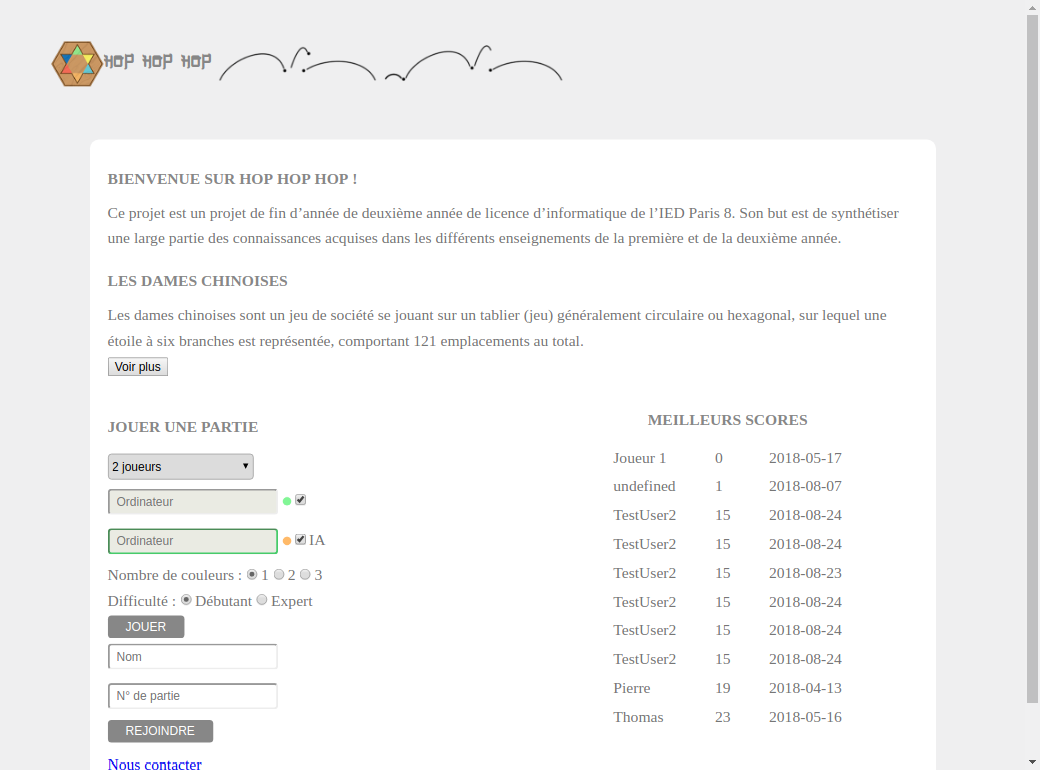 HOP HOP HOP
BIENVENUE SUR HOP HOP HOP !
Ce projet est un projet de fin d’année de deuxième année de licence d’informatique de l’IED Paris 8. Son but est de synthétiser
une large partie des connaissances acquises dans les différents enseignements de la première et de la deuxième année.
LES DAMES CHINOISES
Les dames chinoises sont un jeu de société se jouant sur un tablier (jeu) généralement circulaire ou hexagonal, sur lequel une
étoile à six branches est représentée, comportant 121 emplacements au total.
Voir plus
JOUER UNE PARTIE
2 joueurs
Ordinateur
Ordinateur IA
Nombre de couleurs : 1 2 3
Difficulté : Débutant Expert
JOUER
Nom
N° de partie
REJOINDRE
Nous contacter
MEILLEURS SCORES
Joueur 1 0 2018-05-17
undefined 1 2018-08-07
TestUser2 15 2018-08-24
TestUser2 15 2018-08-24
TestUser2 15 2018-08-23
TestUser2 15 2018-08-24
TestUser2 15 2018-08-24
TestUser2 15 2018-08-24
Pierre 19 2018-04-13
Thomas 23 2018-05-16